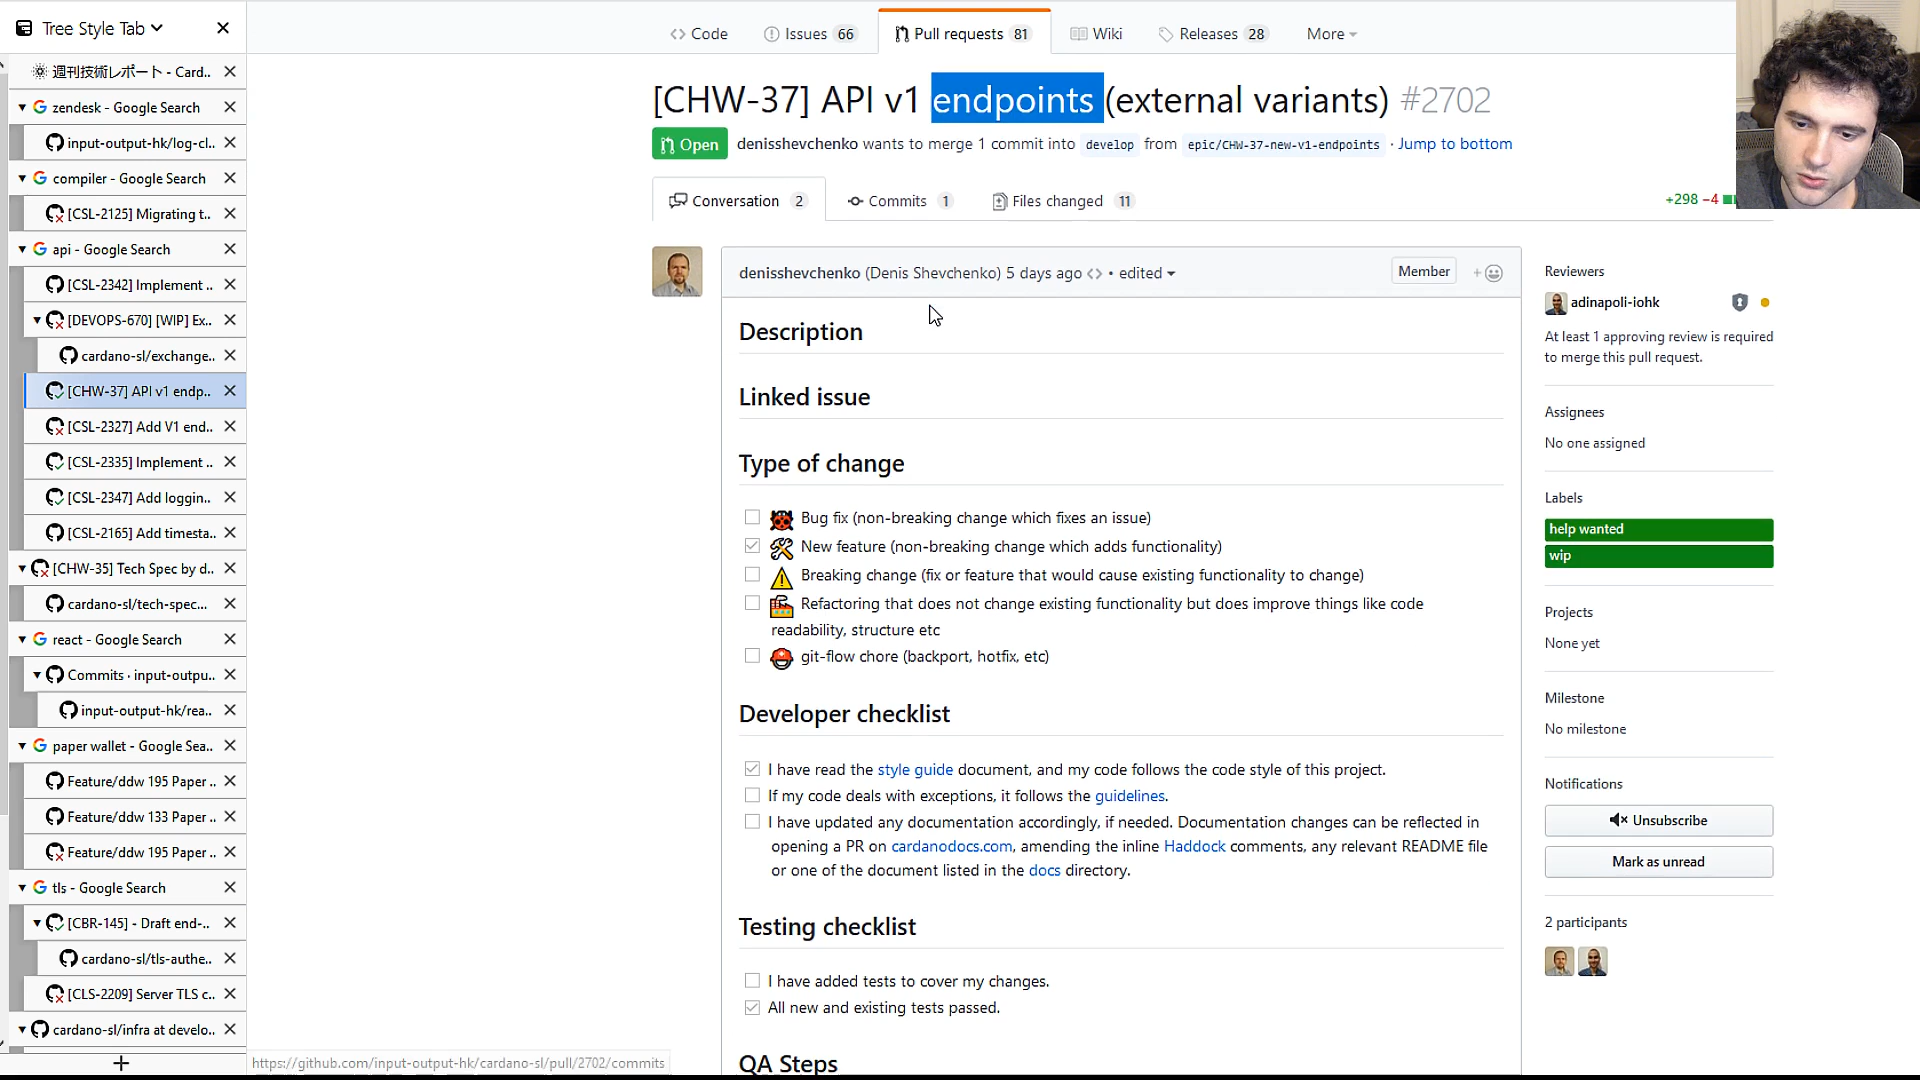 Tree Style Tab
週刊技術レポート - Card..
zendesk - Google Search
input-output-hk/log-cl..
compiler - Google Search
[CSL-2125] Migrating t..
api - Google Search
[CSL-2342] Implement ..
[DEVOPS-670] [WIP] Ex..
cardano-sl/exchange..
[CHW-37] API v1 endp..
[CSL-2327] Add V1 end..
[CSL-2335] Implement ..
[CSL-2347] Add loggin..
[CSL-2165] Add timesta..
[CHW-35] Tech Spec by d..
cardano-sl/tech-spec...
react - Google Search
Commits · input-outpu..
input-output-hk/rea..
paper wallet - Google Sea..
Feature/ddw 195 Paper ..
Feature/ddw 133 Paper ..
Feature/ddw 195 Paper ..
tls - Google Search
[CBR-145] - Draft end-..
cardano-sl/tls-authe..
[CLS-2209] Server TLS c..
cardano-sl/infra at develo..
Code
Issues 66
Pull requests 81
Wiki
Releases 28
More
[CHW-37] API v1 endpoints (external variants) #2702
Open
denisshevchenko wants to merge 1 commit into develop from epic/CHW-37-new-v1-endpoints · Jump to bottom
Conversation 2
Commits 1
Files changed 11
+298 −4
denisshevchenko (Denis Shevchenko) 5 days ago <> • edited
Member
Description
Linked issue
Type of change
Bug fix (non-breaking change which fixes an issue)
New feature (non-breaking change which adds functionality)
Breaking change (fix or feature that would cause existing functionality to change)
Refactoring that does not change existing functionality but does improve things like code
readability, structure etc
git-flow chore (backport, hotfix, etc)
Developer checklist
I have read the style guide document, and my code follows the code style of this project.
If my code deals with exceptions, it follows the guidelines.
I have updated any documentation accordingly, if needed. Documentation changes can be reflected in
opening a PR on cardanodocs.com, amending the inline Haddock comments, any relevant README file
or one of the document listed in the docs directory.
Testing checklist
I have added tests to cover my changes.
All new and existing tests passed.
QA Steps
Reviewers
adinapoli-iohk
At least 1 approving review is required
to merge this pull request.
Assignees
No one assigned
Labels
help wanted
wip
Projects
None yet
Milestone
No milestone
Notifications
Unsubscribe
Mark as unread
2 participants
https://github.com/input-output-hk/cardano-sl/pull/2702/commits